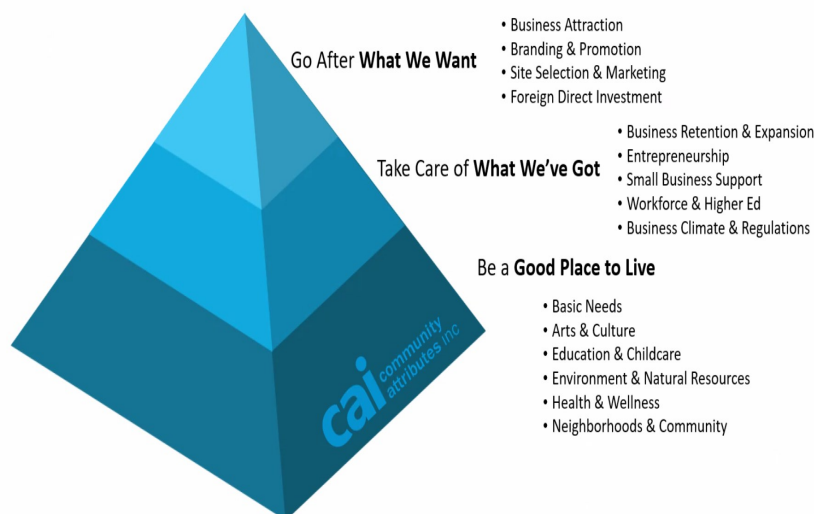 Go After What We Want
• Business Attraction
• Branding & Promotion
• Site Selection & Marketing
• Foreign Direct Investment
Take Care of What We've Got
• Business Retention & Expansion
• Entrepreneurship
• Small Business Support
• Workforce & Higher Ed
• Business Climate & Regulations
Be a Good Place to Live
• Basic Needs
• Arts & Culture
• Education & Childcare
• Environment & Natural Resources
• Health & Wellness
• Neighborhoods & Community
cai community
attributes inc